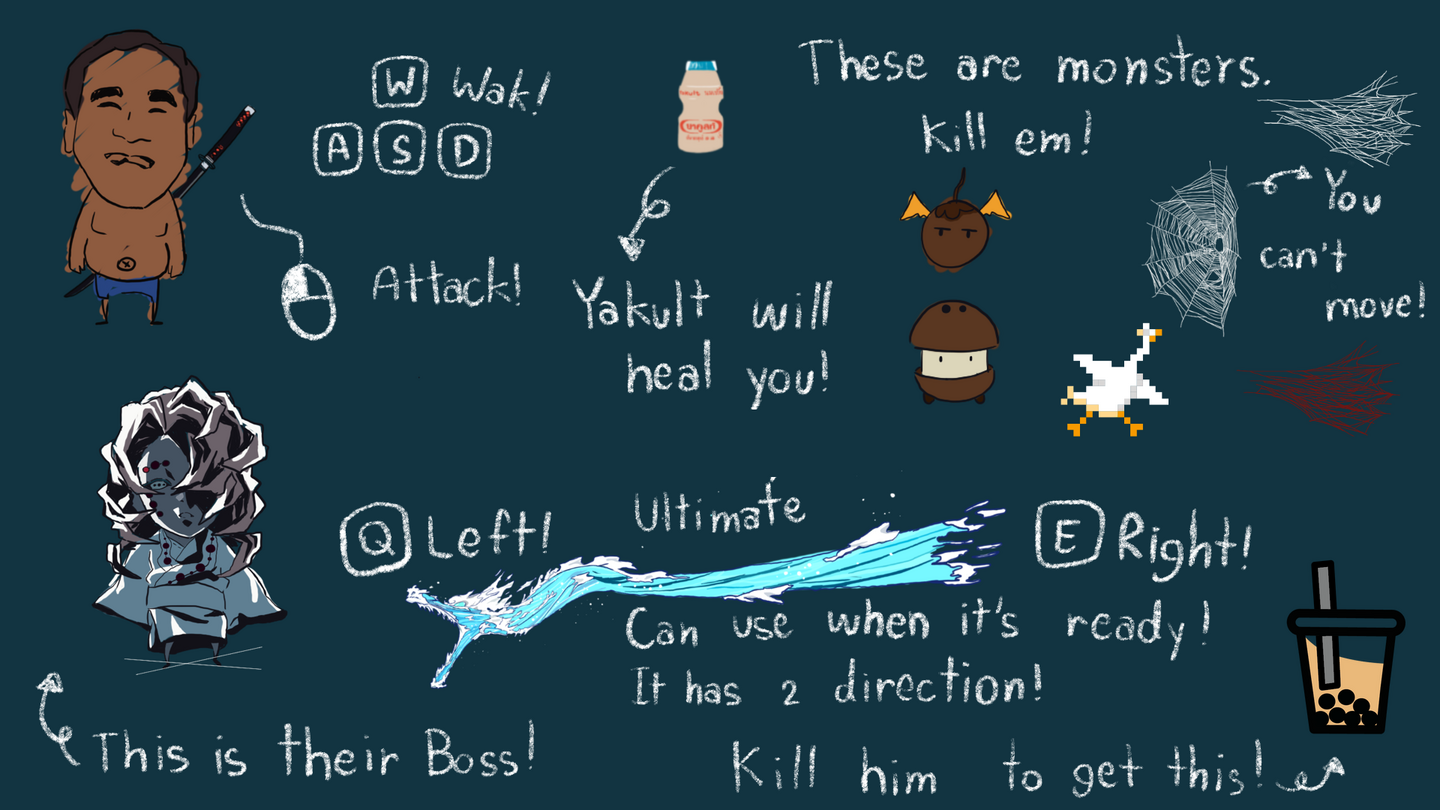 W Wak!
A S D
Attack!
Yakult will
heal you!
These are monsters.
Kill em!
You
can't
move!
Q Left!
Ultimate
E Right!
Can use when it's ready!
It has 2 direction!
This is their Boss!
Kill him to get this!